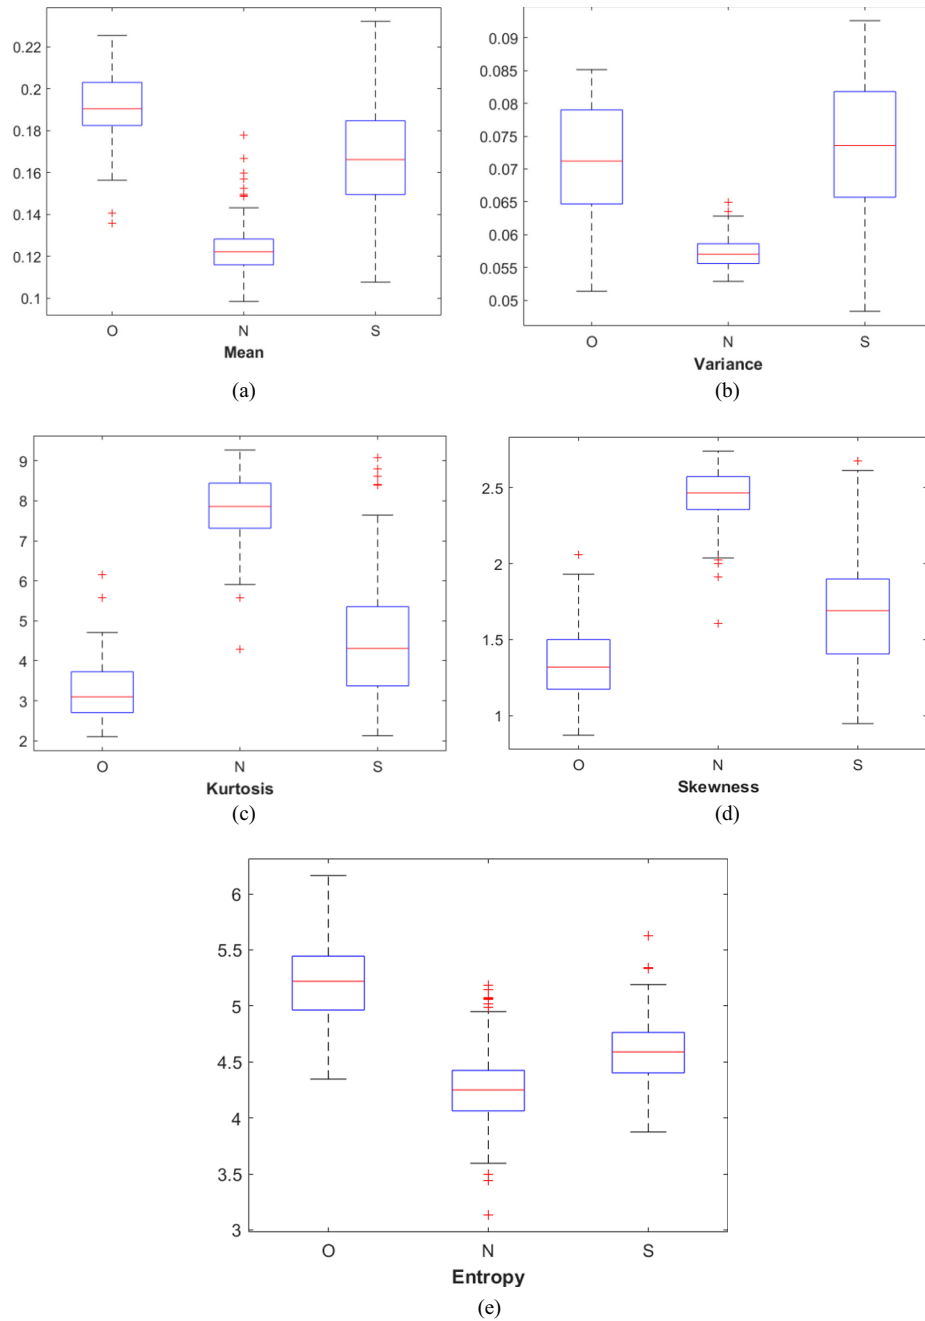 0.22
0.2
0.18
0.16
0.14
0.12
0.1
O N S
Mean
(a)
0.09
0.085
0.08
0.075
0.07
0.065
0.06
0.055
0.05
O N S
Variance
(b)
9
8
7
6
5
4
3
2
O N S
Kurtosis
(c)
2.5
2
1.5
1
O N S
Skewness
(d)
6
5.5
5
4.5
4
3.5
3
O N S
Entropy
(e)